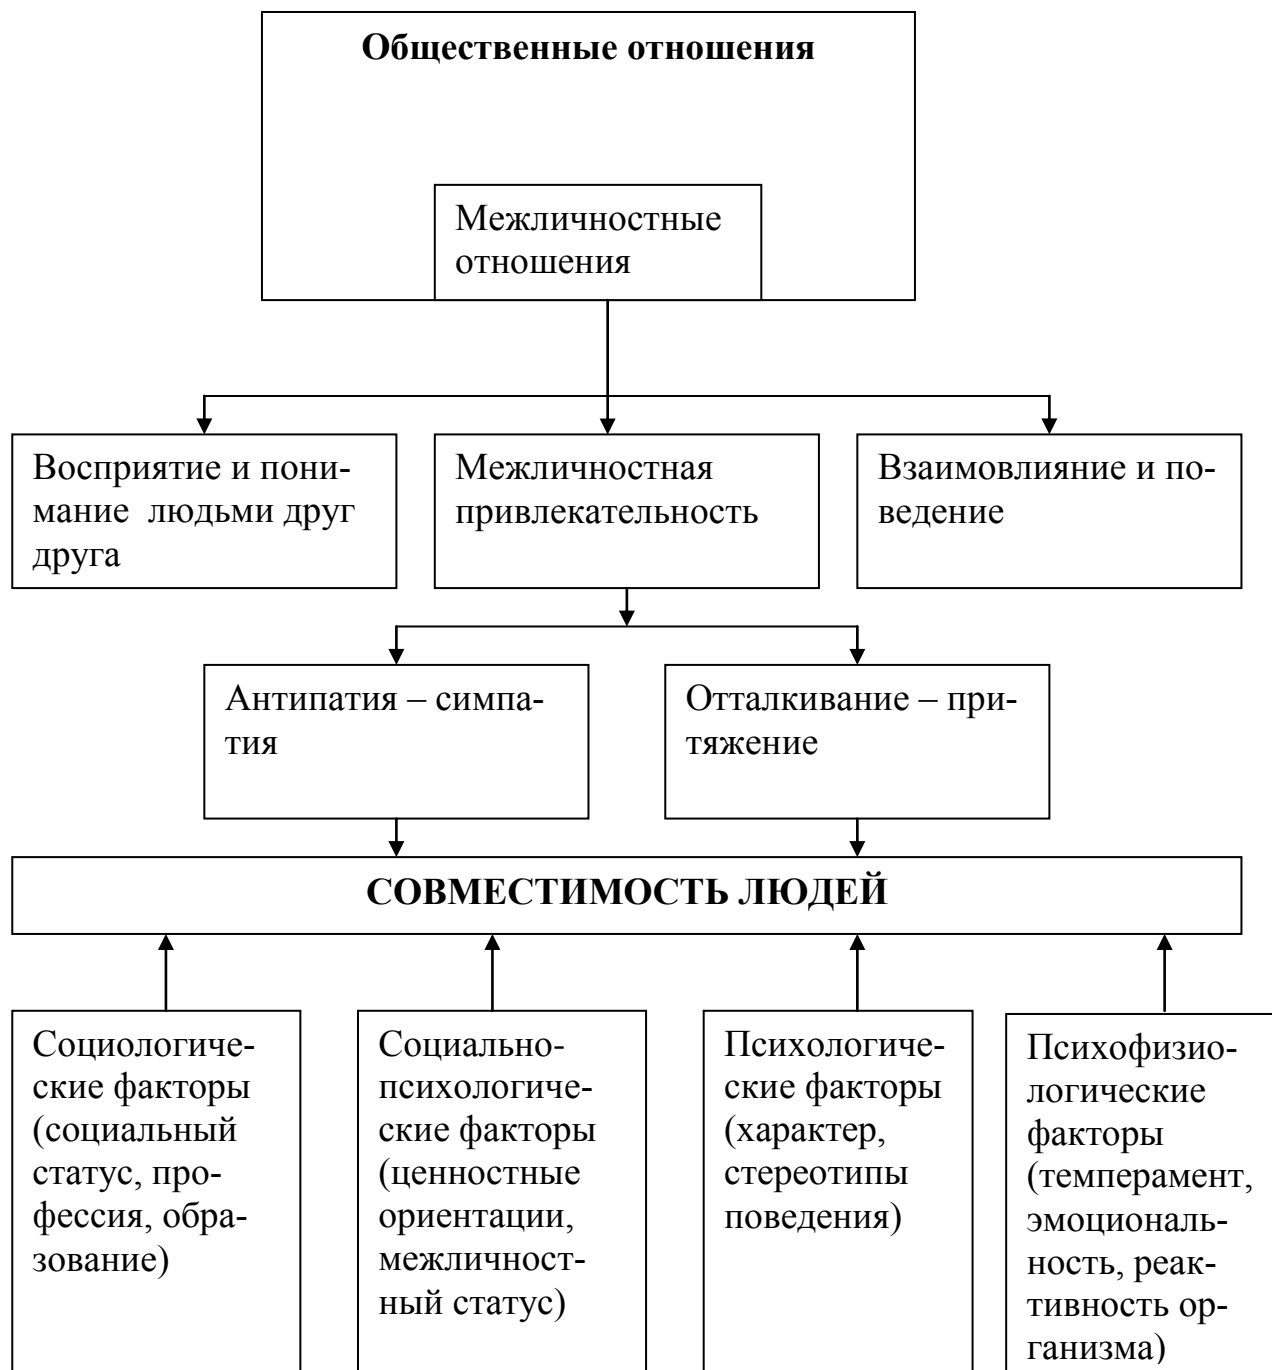 Общественные отношения
Межличностные
отношения
Восприятие и пони-
мание людьми друг
друга
Межличностная
привлекательность
Взаимовлияние и по-
ведение
Антипатия – симпа-
тия
Отталкивание – при-
тяжение
СОВМЕСТИМОСТЬ ЛЮДЕЙ
Социологиче-
ские факторы
(социальный
статус, про-
фессия, обра-
зование)
Социально-
психологиче-
ские факторы
(ценностные
ориентации,
межличност-
ный статус)
Психологиче-
ские факторы
(характер,
стереотипы
поведения)
Психофизио-
логические
факторы
(темперамент,
эмоциональ-
ность, реак-
тивность ор-
ганизма)